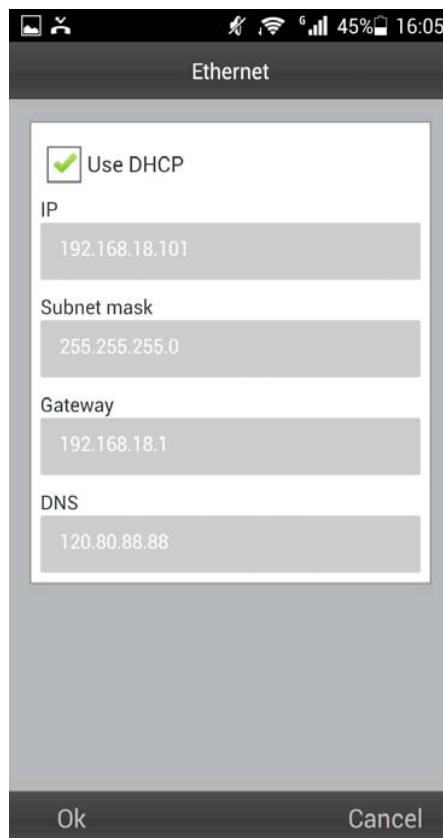 G 45% 16:05
Ethernet
Use DHCP
IP
192.168.18.101
Subnet mask
255.255.255.0
Gateway
192.168.18.1
DNS
120.80.88.88
Ok Cancel